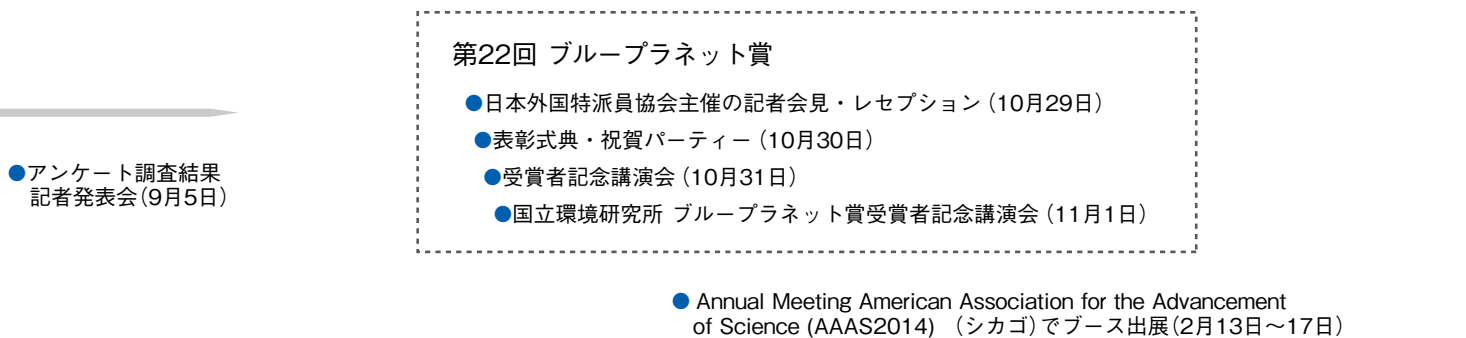 第22回 ブループラネット賞
●日本外国特派員協会主催の記者会見・レセプション（10月29日）
●表彰式典・祝賀パーティー（10月30日）
●アンケート調査結果
記者発表会（9月5日）
●受賞者記念講演会（10月31日）
●国立環境研究所 ブループラネット賞受賞者記念講演会（11月1日）
● Annual Meeting American Association for the Advancement
of Science (AAAS2014) （シカゴ）でブース出展（2月13日〜17日）